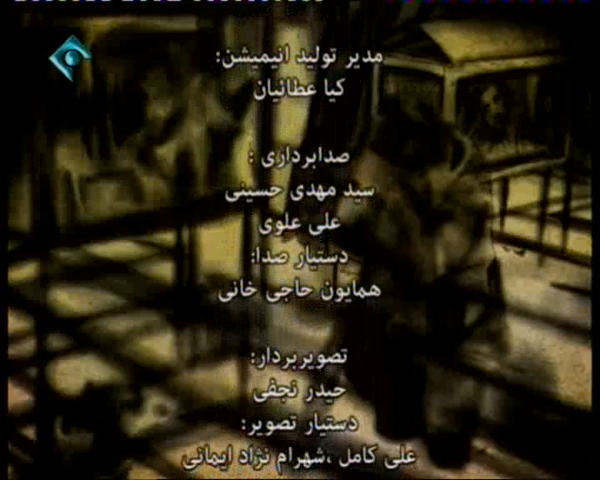 مدیر تولید انیمیشن:
کیا عطائیان
صدابرداری :
سید مهدی حسینی
علی علوی
دستیار صدا:
همایون حاجی خانی
تصویربردار:
حیدر نجفی
دستیار تصویر:
علی کامل ،شهرام نژاد ایمانی